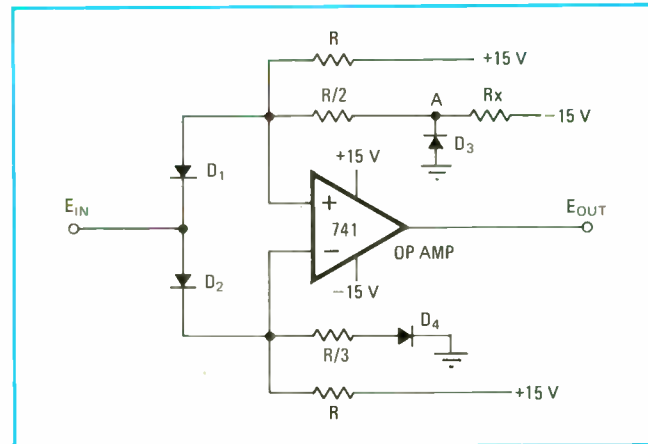 R
+15 V
R/2
A
Rx
-15 V
D3
+15 V
D1
EIN
+
741
EOUT
OP AMP
−
D2
-15 V
D4
R/3
+15 V
R